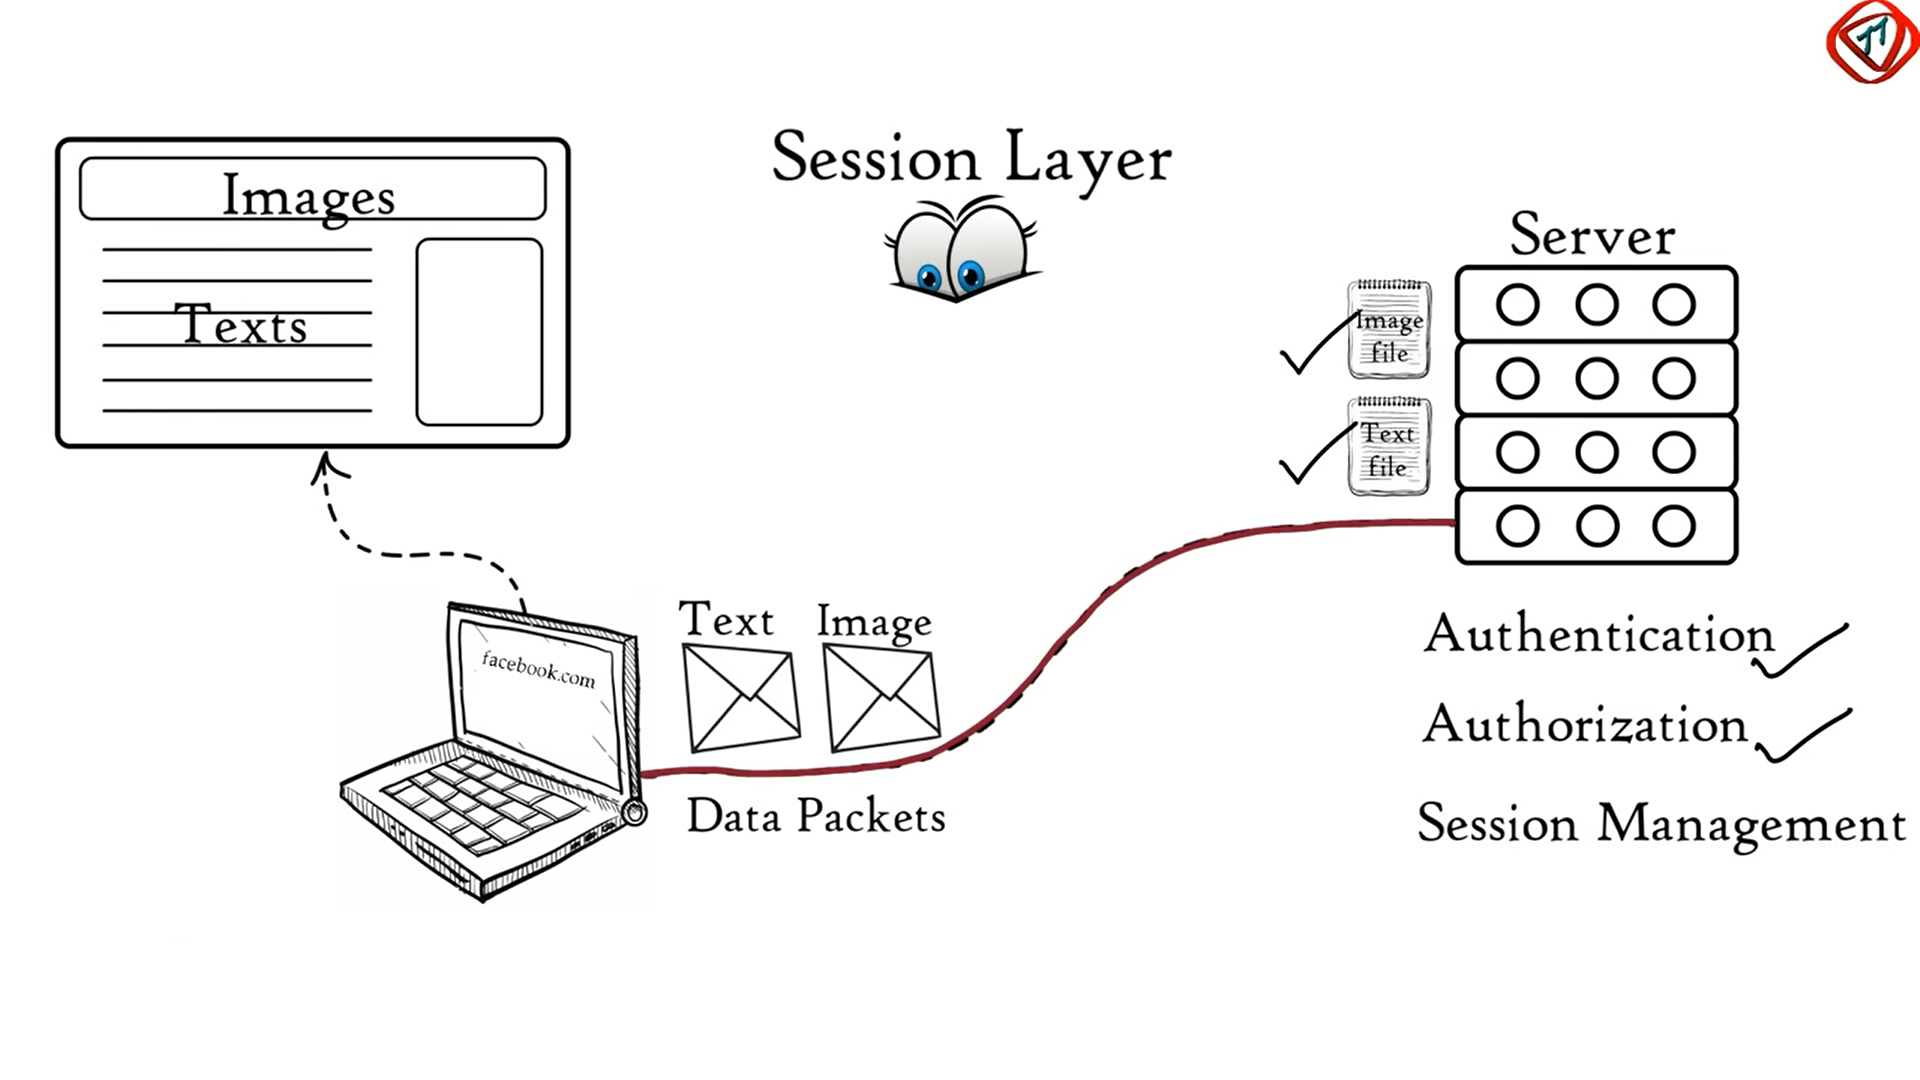 Session Layer
Images
Texts
Server
Image
file
Text
file
facebook.com
Text
Image
Data Packets
Authentication
Authorization
Session Management